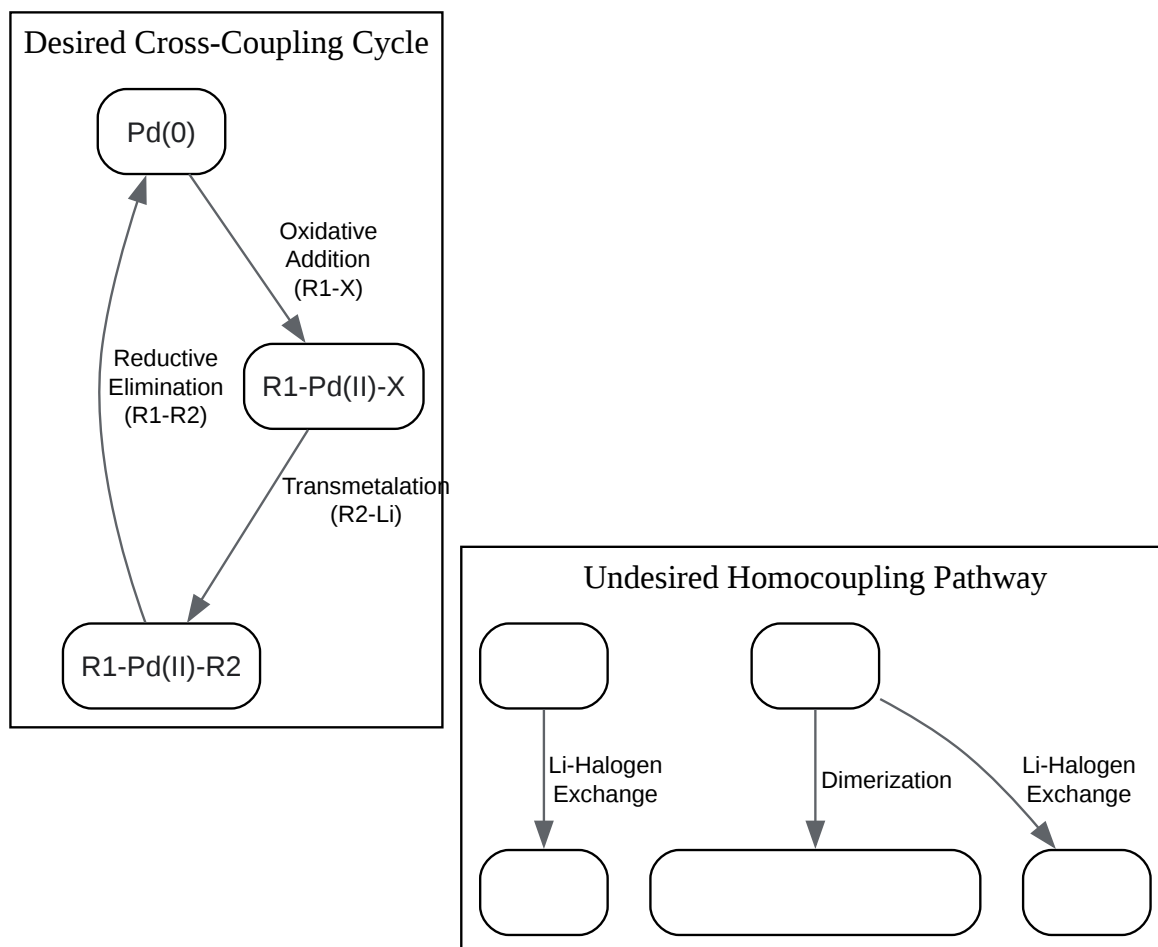 Desired Cross-Coupling Cycle
Pd(0)
Oxidative
Addition
(R1-X)
Reductive
Elimination
(R1-R2)
R1-Pd(II)-X
Transmetalation
(R2-Li)
R1-Pd(II)-R2
Undesired Homocoupling Pathway
Li-Halogen
Exchange
Dimerization
Li-Halogen
Exchange